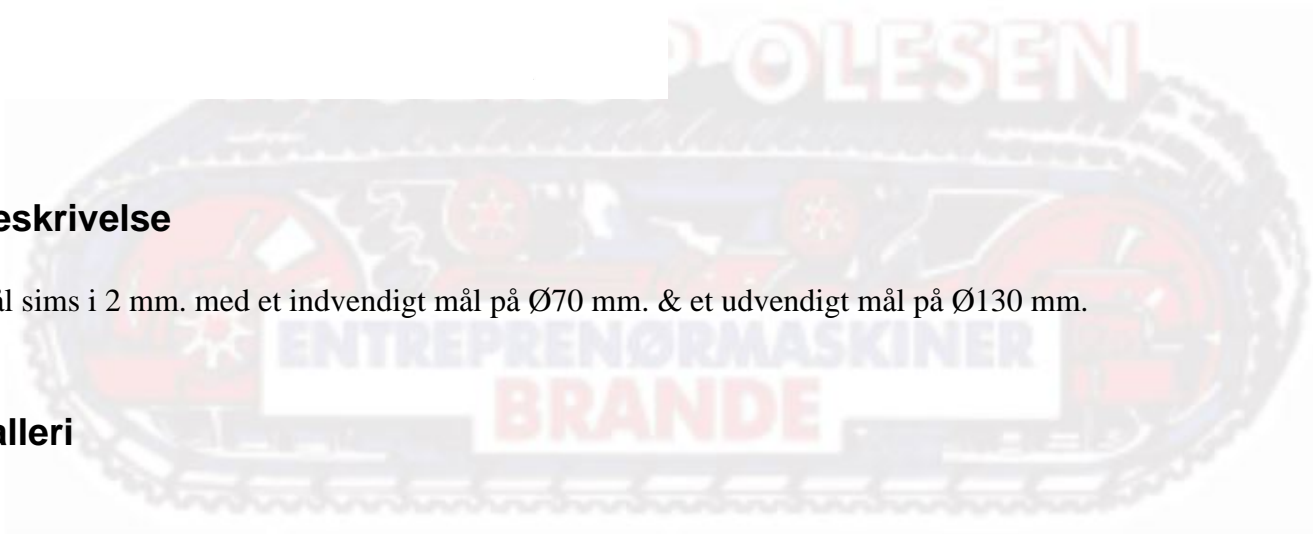 OLESEN
eskrivelse
ål sims i 2 mm. med et indvendigt mål på Ø70 mm. & et udvendigt mål på Ø130 mm.
ENTREPRENØRMASKINER
BRANDE
alleri